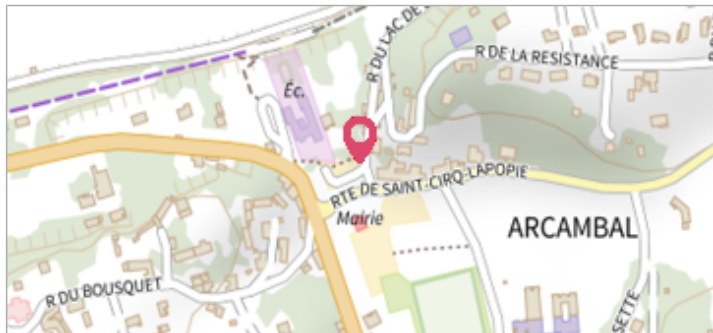 R DU LAC DE
R DE LA RESISTANCE
Éc.
RTE DE SAINT-CIRQ-LAPOPIE
Mairie
ARCAMBAL
R DU BOUSQUET
SETTE